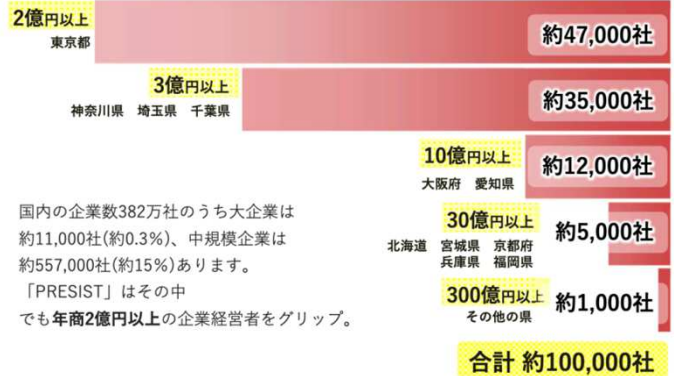 2億円以上
東京都
約47,000社
3億円以上
神奈川県 埼玉県 千葉県
約35,000社
10億円以上
大阪府 愛知県
約12,000社
30億円以上
北海道 宮城県 京都府
兵庫県 福岡県
約5,000社
300億円以上
その他の県
約1,000社
合計 約100,000社
国内の企業数382万社のうち大企業は
約11,000社(約0.3%)、中規模企業は
約557,000社(約15%)あります。
「PRESIST」はその中
でも年商2億円以上の企業経営者をグリップ。